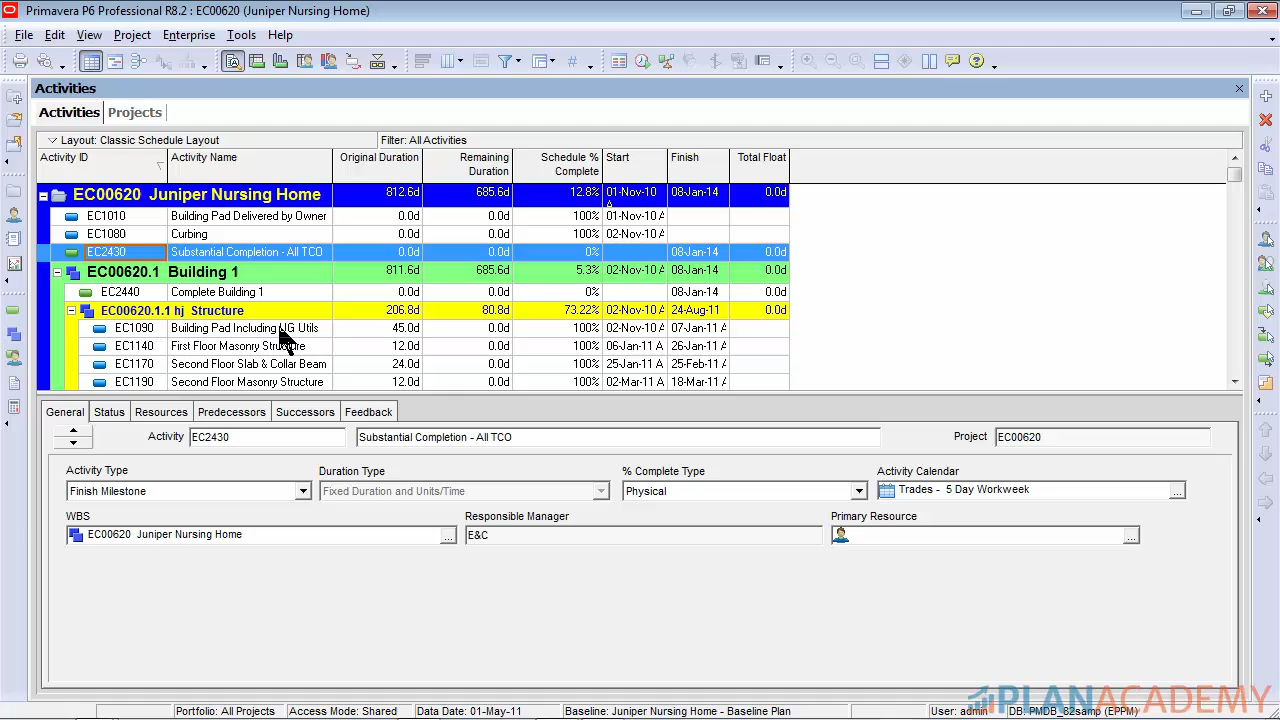 Primavera P6 Professional R8.2 : EC00620 (Juniper Nursing Home)
File Edit View Project Enterprise Tools Help
Activities
Activities Projects
Layout: Classic Schedule Layout Filter: All Activities
Activity ID Activity Name Original Duration Remaining Duration Schedule % Complete Start Finish Total Float
EC00620 Juniper Nursing Home 812.6d 685.6d 12.8% 01-Nov-10 A 08-Jan-14 0.0d
EC1010 Building Pad Delivered by Owner 0.0d 0.0d 100% 01-Nov-10 A
EC1080 Curbing 0.0d 0.0d 100% 02-Nov-10 A
EC2430 Substantial Completion - All TCO 0.0d 0.0d 0% 08-Jan-14 0.0d
EC00620.1 Building 1 811.6d 685.6d 5.3% 02-Nov-10 A 08-Jan-14 0.0d
EC2440 Complete Building 1 0.0d 0.0d 0% 08-Jan-14 0.0d
EC00620.1.1 hj Structure 206.8d 80.8d 73.22% 02-Nov-10 A 24-Aug-11 0.0d
EC1090 Building Pad Including UG Utils 45.0d 0.0d 100% 02-Nov-10 A 07-Jan-11 A
EC1140 First Floor Masonry Structure 12.0d 0.0d 100% 06-Jan-11 A 26-Jan-11 A
EC1170 Second Floor Slab & Collar Beam 24.0d 0.0d 100% 25-Jan-11 A 25-Feb-11 A
EC1190 Second Floor Masonry Structure 12.0d 0.0d 100% 02-Mar-11 A 18-Mar-11 A
General Status Resources Predecessors Successors Feedback
Activity EC2430 Substantial Completion - All TCO Project EC00620
Activity Type Duration Type % Complete Type Activity Calendar
Finish Milestone Fixed Duration and Units/Time Physical Trades - 5 Day Workweek
WBS Responsible Manager Primary Resource
EC00620 Juniper Nursing Home E&C
PLANACADEMY
Portfolio: All Projects Access Mode: Shared Data Date: 01-May-1 Baseline: Juniper Nursing Home - Baseline Plan User: admin DB: PMDB_82samp (EPPM)